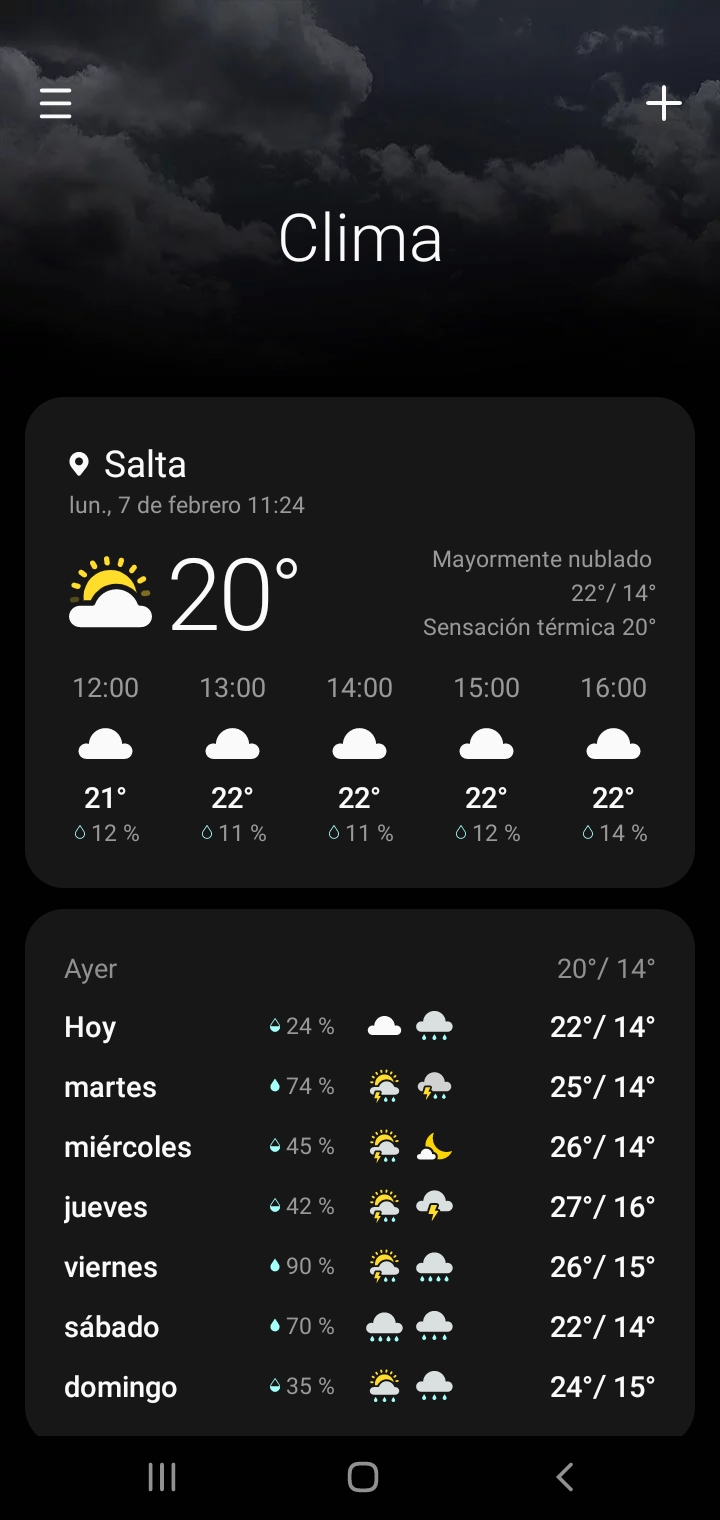 Clima
Salta
lun., 7 de febrero 11:24
20°
Mayormente nublado
22°/ 14°
Sensación térmica 20°
12:00 13:00 14:00 15:00 16:00
21° 22° 22° 22° 22°
12 % 11 % 11 % 12 % 14 %
Ayer 20°/ 14°
Hoy 24 % 22°/ 14°
martes 74 % 25°/ 14°
miércoles 45 % 26°/ 14°
jueves 42 % 27°/ 16°
viernes 90 % 26°/ 15°
sábado 70 % 22°/ 14°
domingo 35 % 24°/ 15°